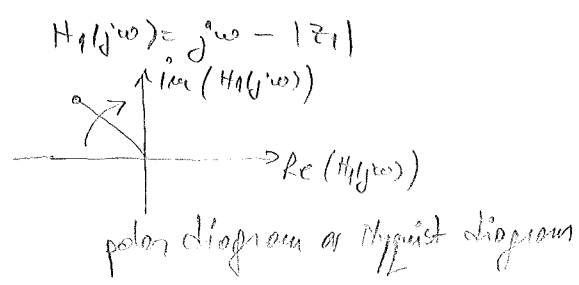 H₁(jω) = jω - |z₁|
im (H₁(jω))
Re (H₁(jω))
polar diagram or Nyquist diagram